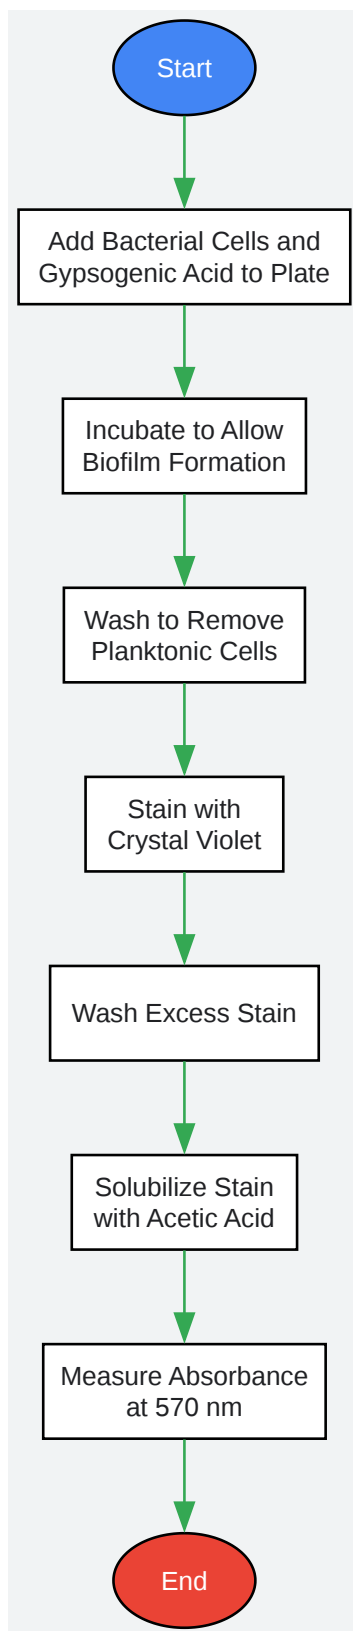 Start
Add Bacterial Cells and
Gypsogenic Acid to Plate
Incubate to Allow
Biofilm Formation
Wash to Remove
Planktonic Cells
Stain with
Crystal Violet
Wash Excess Stain
Solubilize Stain
with Acetic Acid
Measure Absorbance
at 570 nm
End